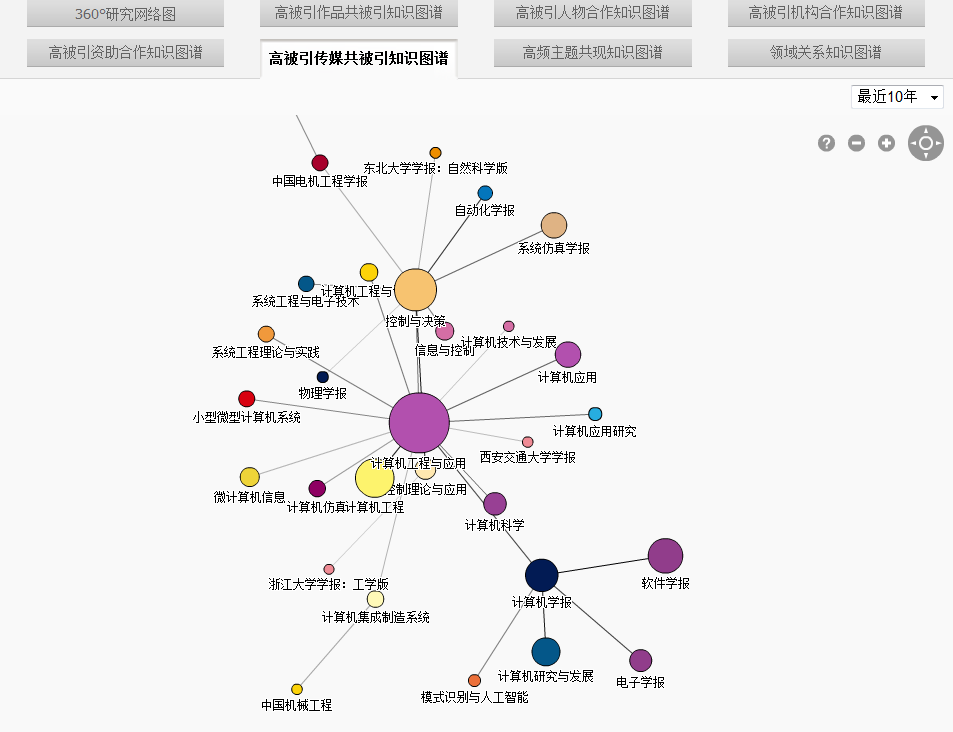 360°研究网络图
高被引作品共被引知识图谱
高被引人物合作知识图谱
高被引机构合作知识图谱
高被引资助合作知识图谱
高被引传媒共被引知识图谱
高频主题共现知识图谱
领域关系知识图谱
最近10年
?
中国电机工程学报
东北大学学报：自然科学版
自动化学报
系统仿真学报
计算机工程与
系统工程与电子技术
控制与决策
信息与控制
计算机技术与发展
系统工程理论与实践
计算机应用
物理学报
小型微型计算机系统
计算机应用研究
西安交通大学学报
计算机工程与应用
微计算机信息
计算机仿真
计算机工程
控制理论与应用
计算机科学
浙江大学学报：工学版
计算机集成制造系统
计算机学报
软件学报
计算机研究与发展
电子学报
模式识别与人工智能
中国机械工程